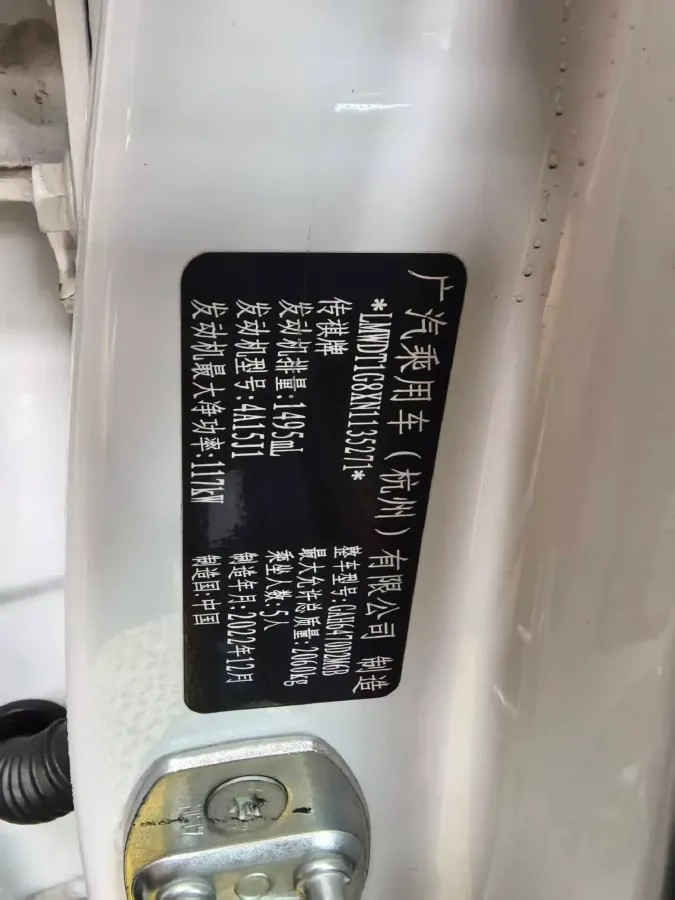 广汽乘用车（杭州）有限公司 制造
*LMWDT1G8XN1135271*
传祺牌 整车型号:GAH6470D2M6B
发动机排量:1495mL 最大允许总质量:2060kg
发动机型号:4A15J1 乘坐人数:5人
发动机最大净功率:117kW 制造年月:2022年12月
制造国:中国